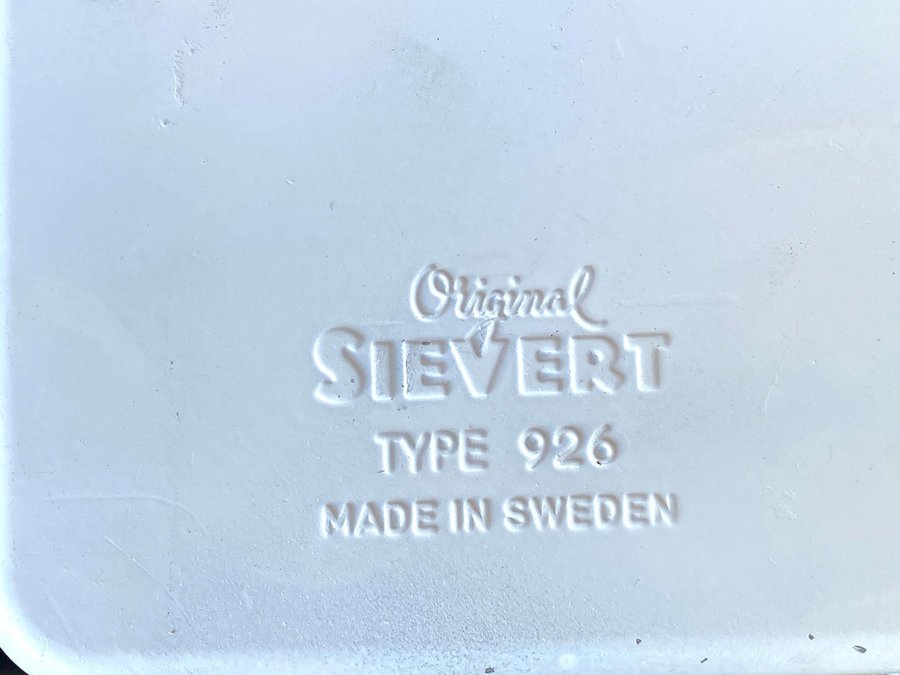 Original
SIEVERT
TYPE 926
MADE IN SWEDEN